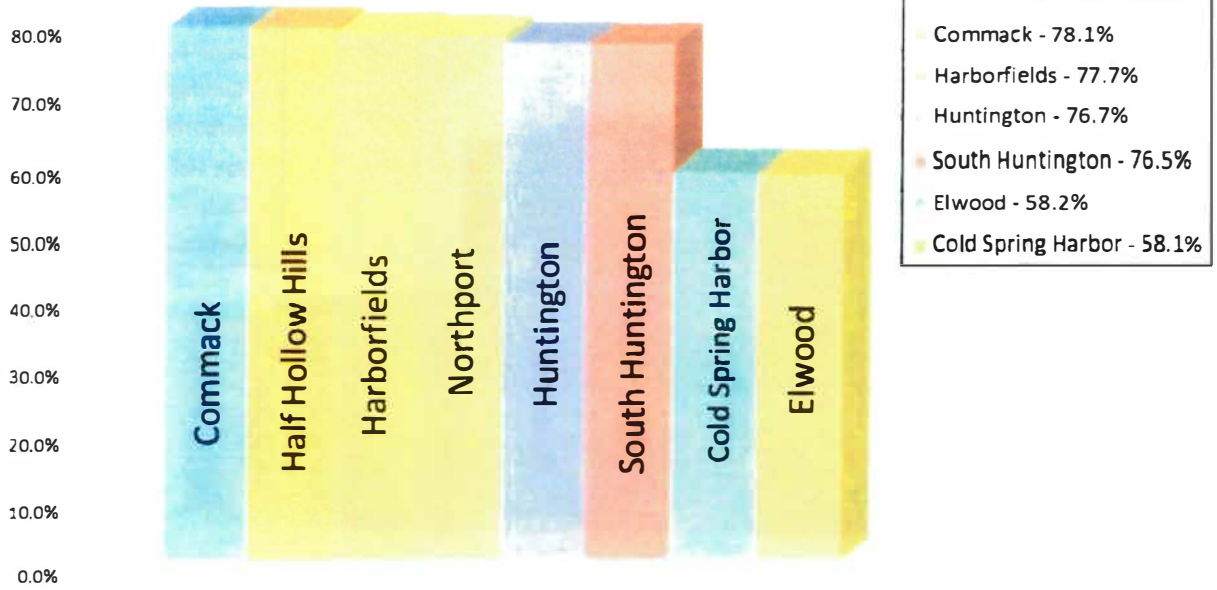 80.0%
70.0%
60.0%
50.0%
40.0%
30.0%
20.0%
10.0%
0.0%
Commack
Half Hollow Hills
Harborfields
Northport
Huntington
South Huntington
Cold Spring Harbor
Elwood
Commack - 78.1%
Harborfields - 77.7%
Huntington - 76.7%
South Huntington - 76.5%
Elwood - 58.2%
Cold Spring Harbor - 58.1%